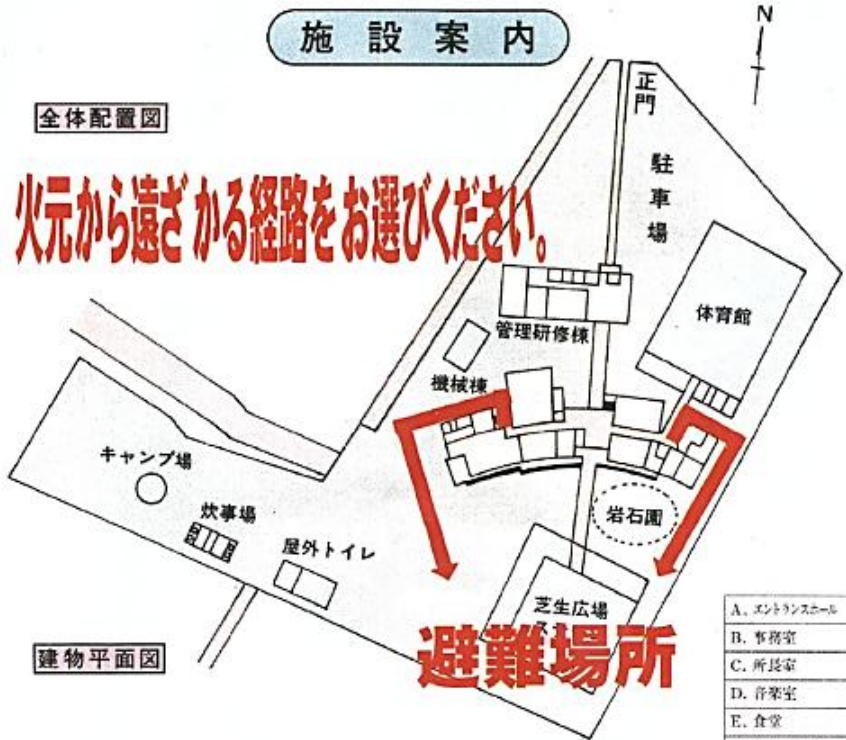 施設案内
N
全体配置図
正門
駐車場
火元から遠ざかる経路をお選びください。
体育館
管理研修棟
機械棟
キャンプ場
炊事場
岩石園
屋外トイレ
芝生広場
避難場所
建物平面図
A. エントランスホール
B. 事務室
C. 所長室
D. 音楽室
E. 食堂